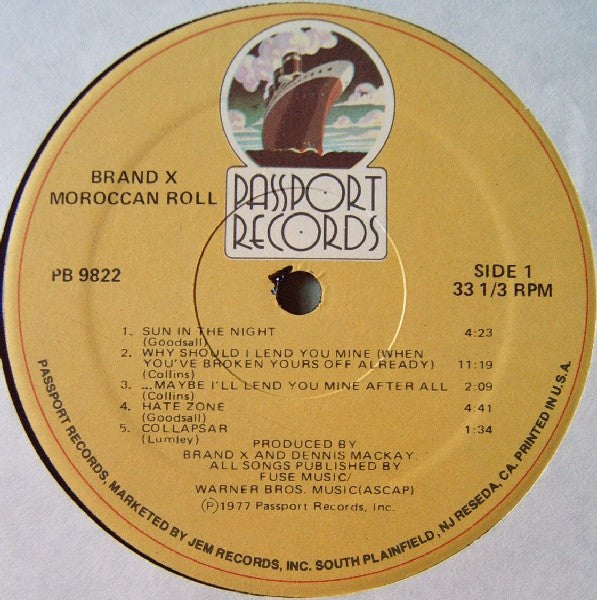 PASSPORT
RECORDS
BRAND X
MOROCCAN ROLL
PB 9822
SIDE 1
33 1/3 RPM
1. SUN IN THE NIGHT 4:23
(Goodsall)
2. WHY SHOULD I LEND YOU MINE (WHEN
YOU'VE BROKEN YOURS OFF ALREADY) 11:19
(Collins)
3. ...MAYBE I'LL LEND YOU MINE AFTER ALL 2:09
(Collins)
4. HATE ZONE 4:41
(Goodsall)
5. COLLAPSAR 1:34
(Lumley)
PRODUCED BY
BRAND X AND DENNIS MACKAY.
ALL SONGS PUBLISHED BY
FUSE MUSIC/
WARNER BROS. MUSIC(ASCAP)
Ⓟ1977 Passport Records, Inc.
PASSPORT RECORDS, MARKETED BY JEM RECORDS, INC. SOUTH PLAINFIELD, NJ RESEDA, CA. PRINTED IN U.S.A.